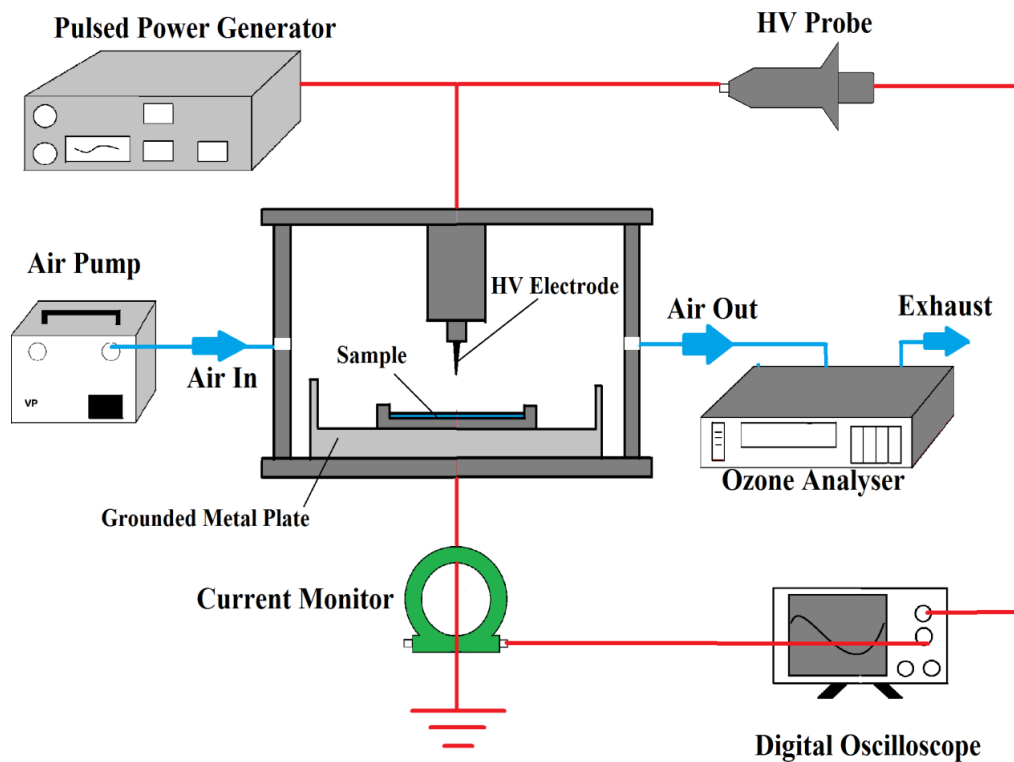 Pulsed Power Generator
HV Probe
Air Pump
HV Electrode
Air Out
Exhaust
Sample
Air In
VP
Ozone Analyser
Grounded Metal Plate
Current Monitor
Digital Oscilloscope